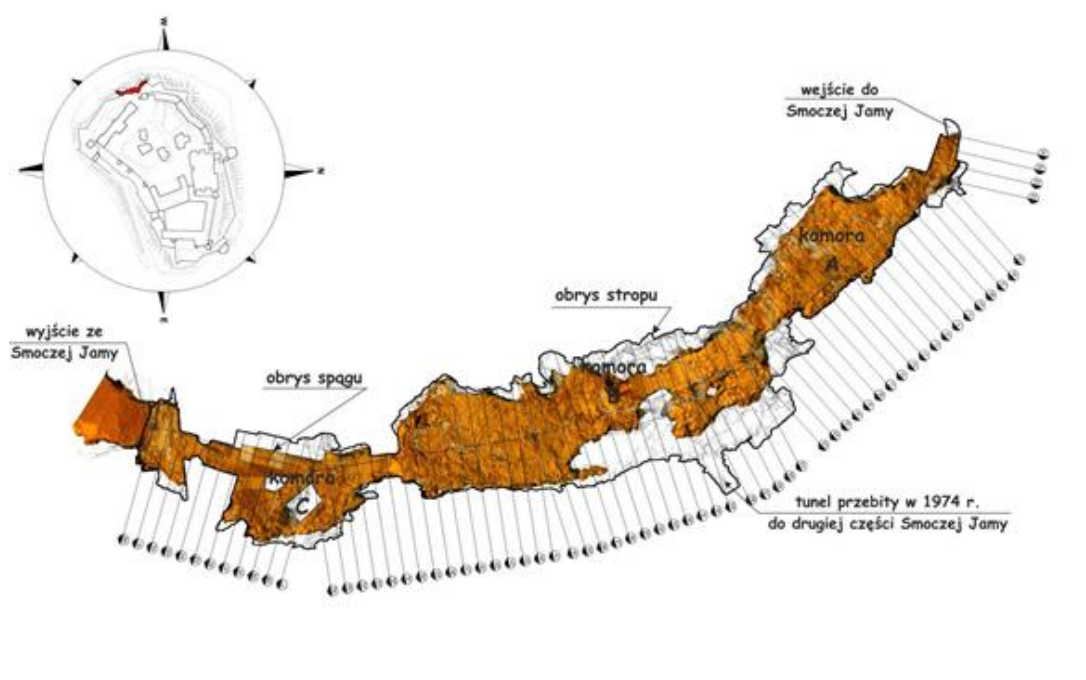 wejście do
Smoczej Jamy
komora
A
obrys stropu
wyjście ze
Smoczej Jamy
komora
obrys spągu
komora
C
tunel przebity w 1974 r.
do drugiej części Smoczej Jamy